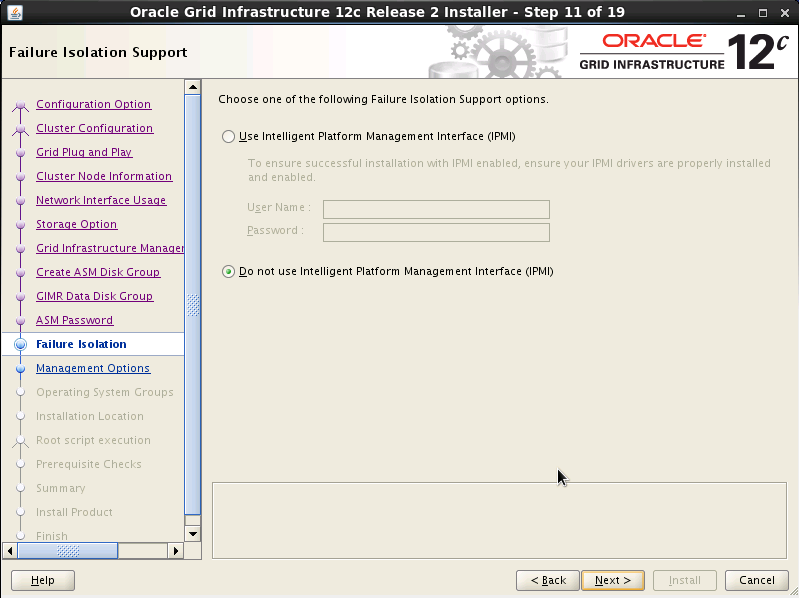 Oracle Grid Infrastructure 12c Release 2 Installer - Step 11 of 19
Failure Isolation Support
ORACLE®
GRID INFRASTRUCTURE
12c
Configuration Option
Cluster Configuration
Grid Plug and Play
Cluster Node Information
Network Interface Usage
Storage Option
Grid Infrastructure Manager
Create ASM Disk Group
GIMR Data Disk Group
ASM Password
Failure Isolation
Management Options
Operating System Groups
Installation Location
Root script execution
Prerequisite Checks
Summary
Install Product
Finish
Choose one of the following Failure Isolation Support options.
Use Intelligent Platform Management Interface (IPMI)
To ensure successful installation with IPMI enabled, ensure your IPMI drivers are properly installed
and enabled.
User Name :
Password :
Do not use Intelligent Platform Management Interface (IPMI)
Help
< Back
Next >
Install
Cancel